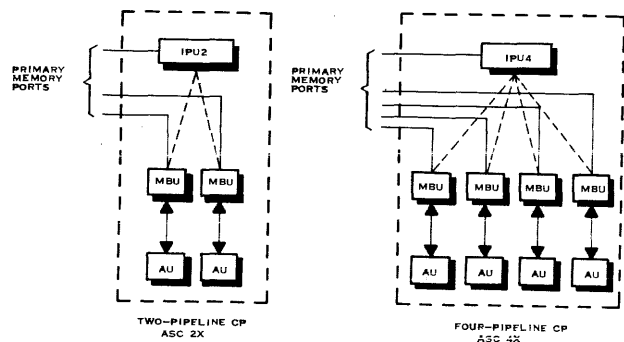 IPU2
PRIMARY
MEMORY
PORTS
MBU MBU
AU AU
TWO-PIPELINE CP
ASC 2X
IPU4
PRIMARY
MEMORY
PORTS
MBU MBU MBU MBU
AU AU AU AU
FOUR-PIPELINE CP
ASC 4X